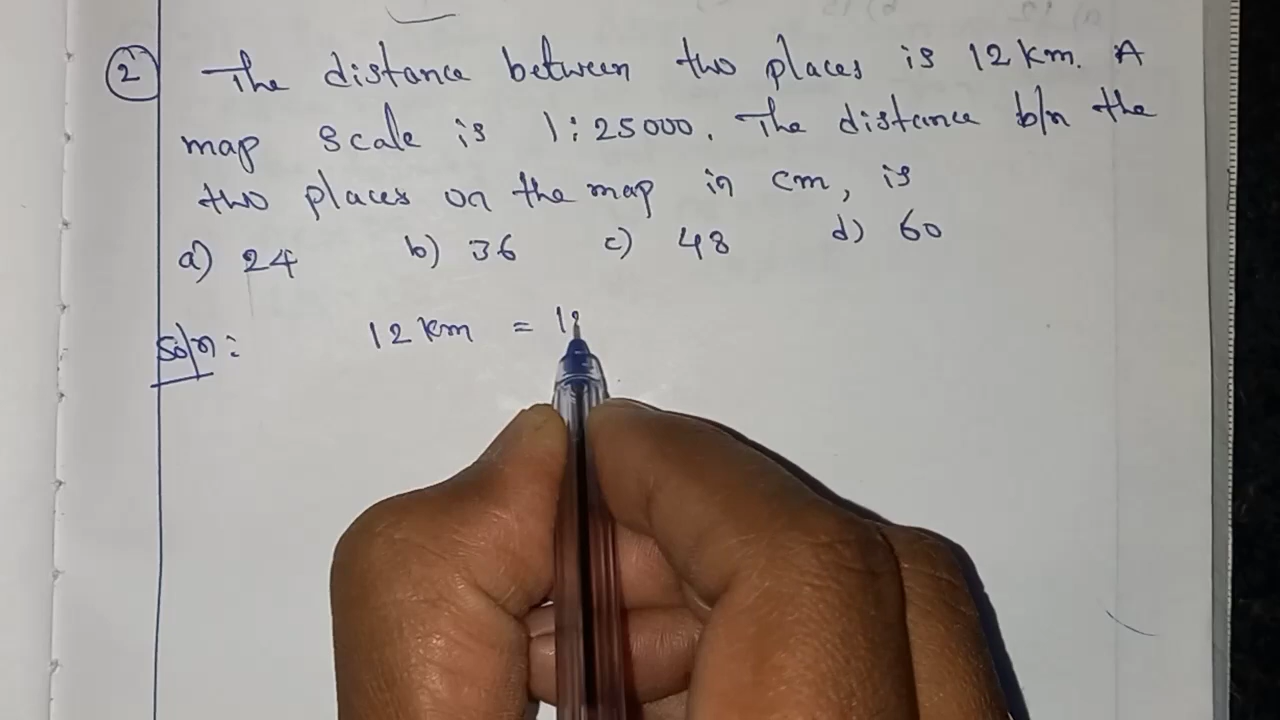 2 The distance between two places is 12 km. A
map scale is 1:25000. The distance b/n the
two places on the map in cm, is
a) 24 b) 36 c) 48 d) 60
Soln: 12 km = 12